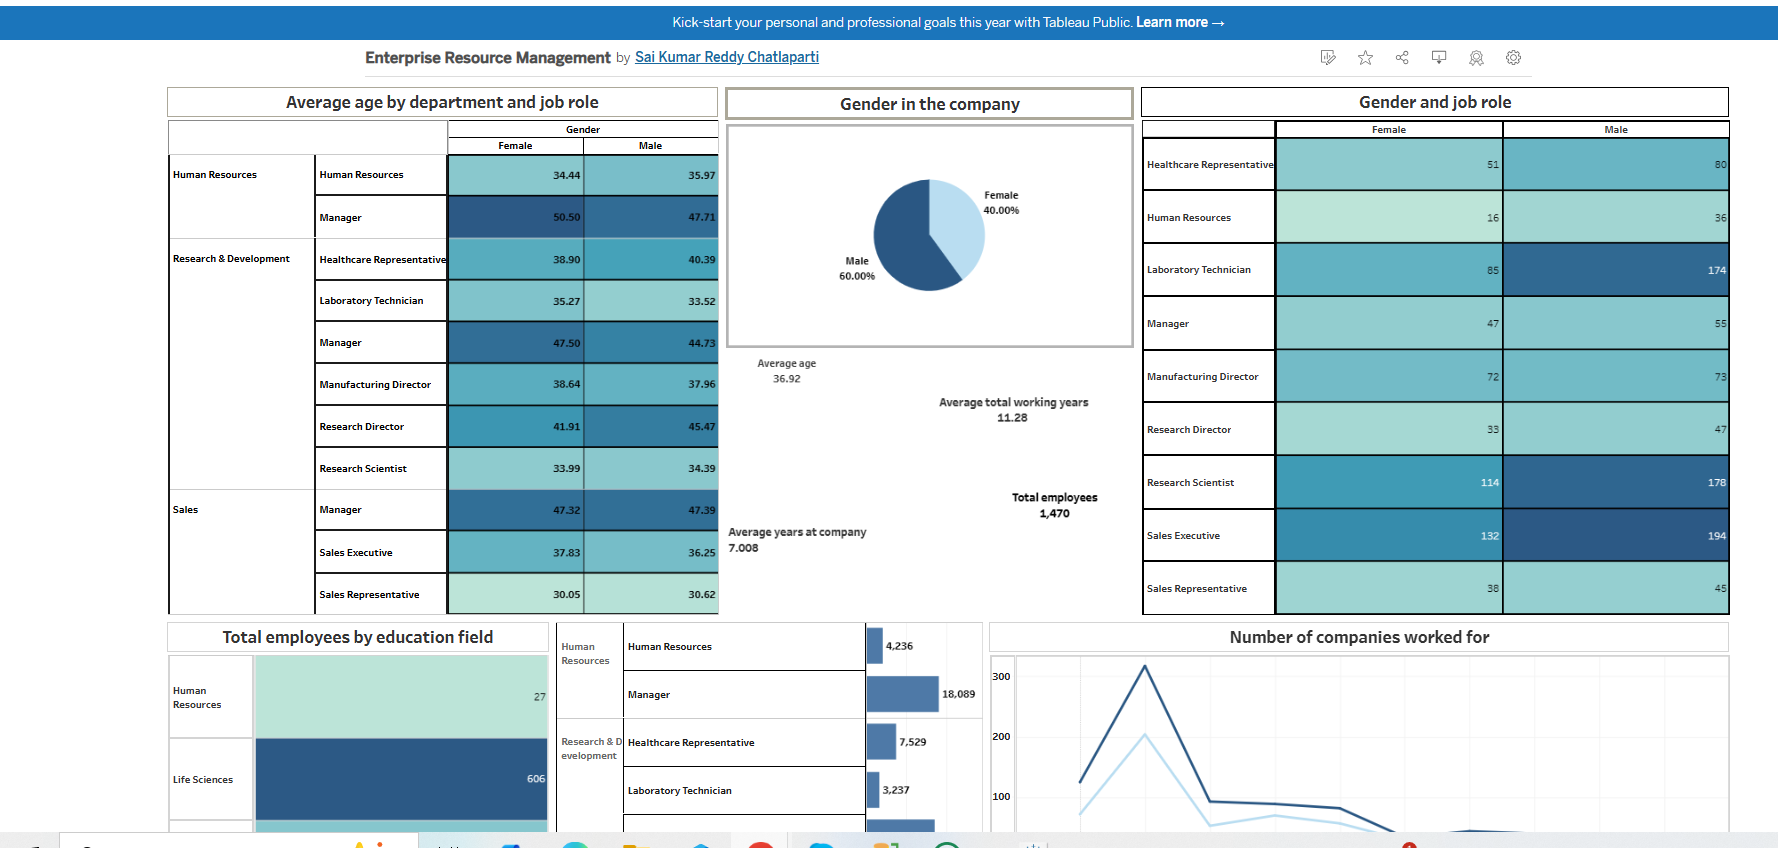 Kick-start your personal and professional goals this year with Tableau Public. Learn more →
Enterprise Resource Management by Sai Kumar Reddy Chatlaparti
Average age by department and job role
Gender
Female Male
Human Resources Human Resources 34.44 35.97
Manager 50.50 47.71
Research & Development Healthcare Representative 38.90 40.39
Laboratory Technician 35.27 33.52
Manager 47.50 44.73
Manufacturing Director 38.64 37.96
Research Director 41.91 45.47
Research Scientist 33.99 34.39
Sales Manager 47.32 47.39
Sales Executive 37.83 36.25
Sales Representative 30.05 30.62
Gender in the company
Female
40.00%
Male
60.00%
Average age
36.92
Average total working years
11.28
Total employees
1,470
Average years at company
7.008
Gender and job role
Female Male
Healthcare Representative 51 80
Human Resources 16 36
Laboratory Technician 85 174
Manager 47 55
Manufacturing Director 72 73
Research Director 33 47
Research Scientist 114 178
Sales Executive 132 194
Sales Representative 38 45
Total employees by education field
Human
Resources 27
Life Sciences 606
Human
Resources
Human Resources 4,236
Manager 18,089
Research & D
evelopment
Healthcare Representative 7,529
Laboratory Technician 3,237
Number of companies worked for
300
200
100